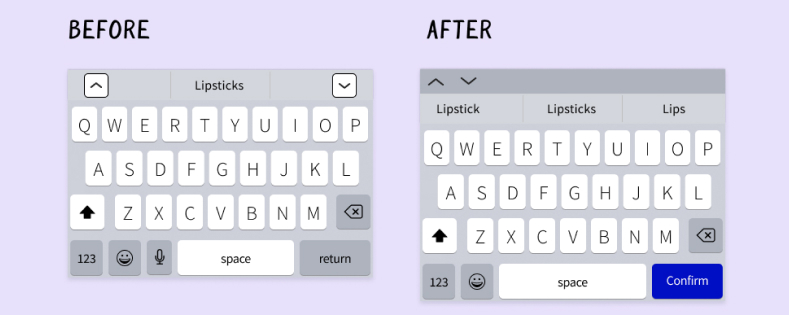 BEFORE
Lipsticks
Q W E R T Y U I O P
A S D F G H J K L
Z X C V B N M
123 space return
AFTER
Lipstick Lipsticks Lips
Q W E R T Y U I O P
A S D F G H J K L
Z X C V B N M
123 space Confirm